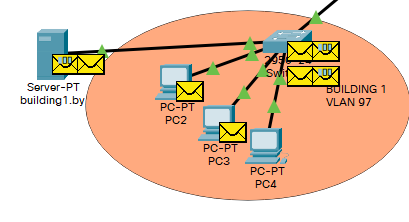 Server-PT
building1.by
PC-PT
PC2
PC-PT
PC3
PC-PT
PC4
BUILDING 1
VLAN 97